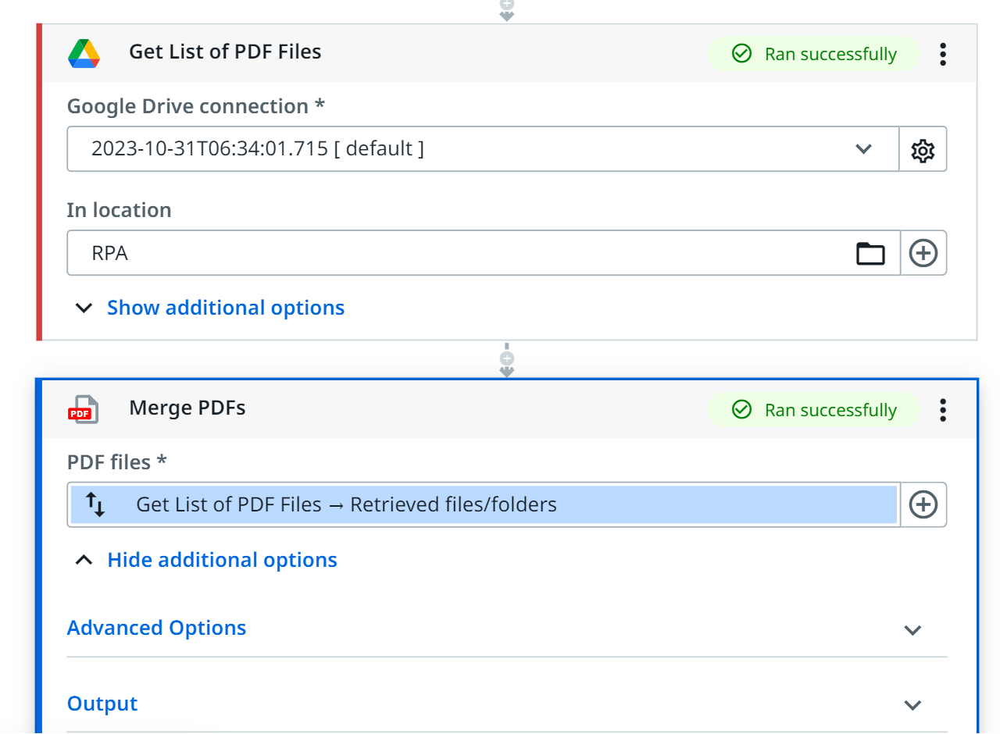 Get List of PDF Files
Ran successfully
Google Drive connection *
2023-10-31T06:34:01.715 [ default ]
In location
RPA
Show additional options
Merge PDFs
Ran successfully
PDF
PDF files *
Get List of PDF Files → Retrieved files/folders
Hide additional options
Advanced Options
Output